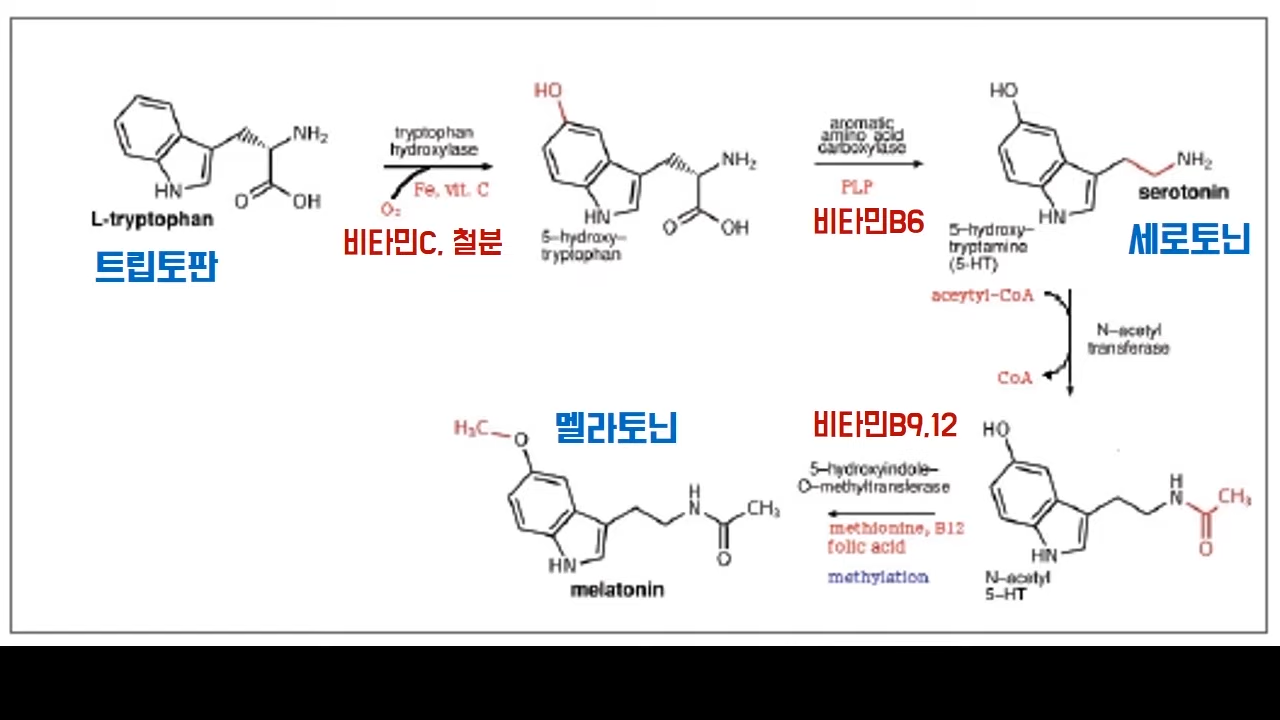 HO
NH₂
HN
O
OH
L-tryptophan
트립토판
tryptophan
hydroxylase
Fe, vit. C
O₂
비타민C, 철분
HO
NH₂
HN
O
OH
5-hydroxy-
tryptophan
aromatic
amino acid
carboxylase
PLP
비타민B6
NH₂
HN
serotonin
5-hydroxy-
tryptamine
(5-HT)
세로토닌
aceytyl-CoA
N-acetyl
transferase
CoA
HO
H
N
CH₃
O
HN
N-acetyl
5-HT
비타민B9,12
5-hydroxyindole-
O-methyltransferase
methionine, B12
folic acid
methylation
멜라토닌
H₃C
O
H
N
CH₃
O
HN
melatonin